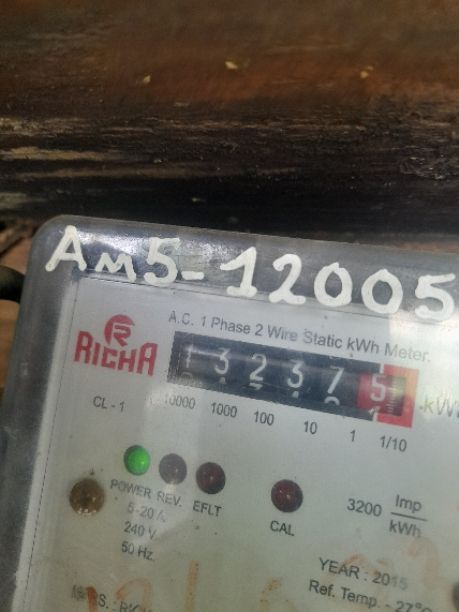 Am5-12005
A.C. 1 Phase 2 Wire Static kWh Meter.
RICHA
1 3 2 3 7 5
CL - 1
10000 1000 100 10 1 1/10
POWER REV. EFLT
CAL
5-20 A.
240 V.
50 Hz.
3200 Imp
kWh
YEAR : 2015
Ref. Temp. : 27°